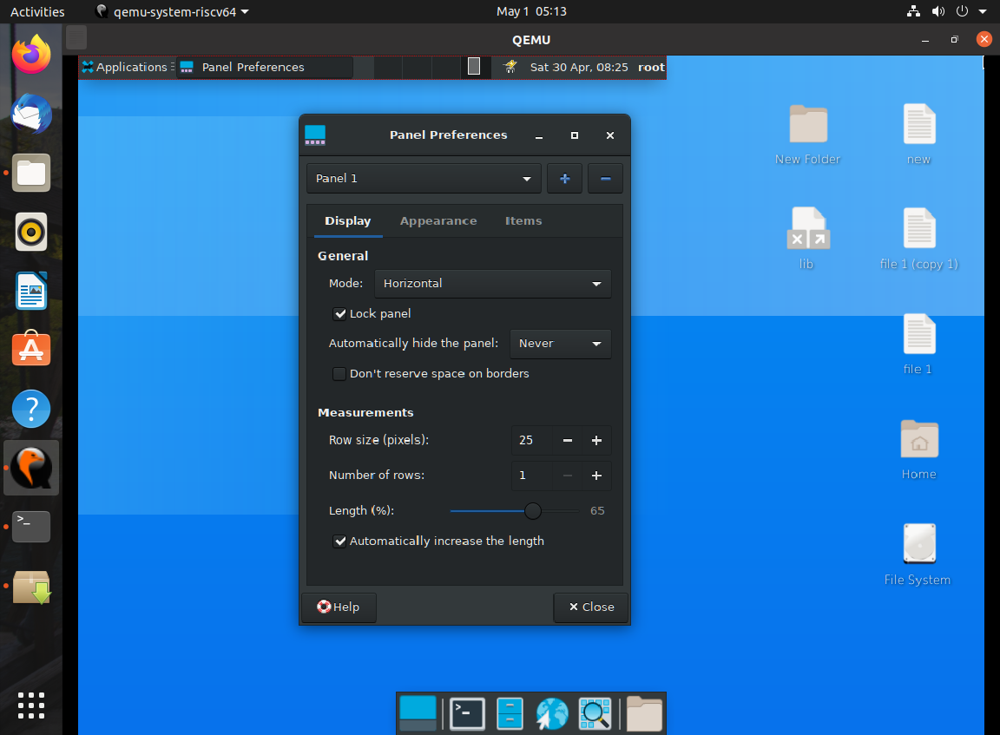 Activities qemu-system-riscv64 May 1 05:13
QEMU
Applications Panel Preferences Sat 30 Apr, 08:25 root
Panel Preferences
Panel 1
Display Appearance Items
General
Mode: Horizontal
Lock panel
Automatically hide the panel: Never
Don't reserve space on borders
Measurements
Row size (pixels): 25
Number of rows: 1
Length (%): 65
Automatically increase the length
Help Close
New Folder new
lib file 1 (copy 1)
file 1
Home
File System